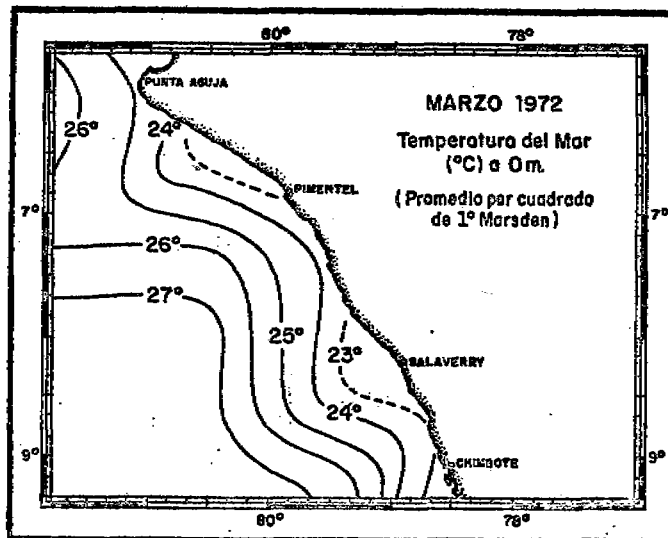 80°
78°
PUNTA AGUJA
MARZO 1972
Temperatura del Mar
(°C) a 0m.
(Promedio por cuadrado
de 1° Marsden)
26°
24°
PIMENTEL
7°
7°
26°
27°
25°
23°
SALAVERRY
24°
9°
9°
CHIMBOTE
80°
78°